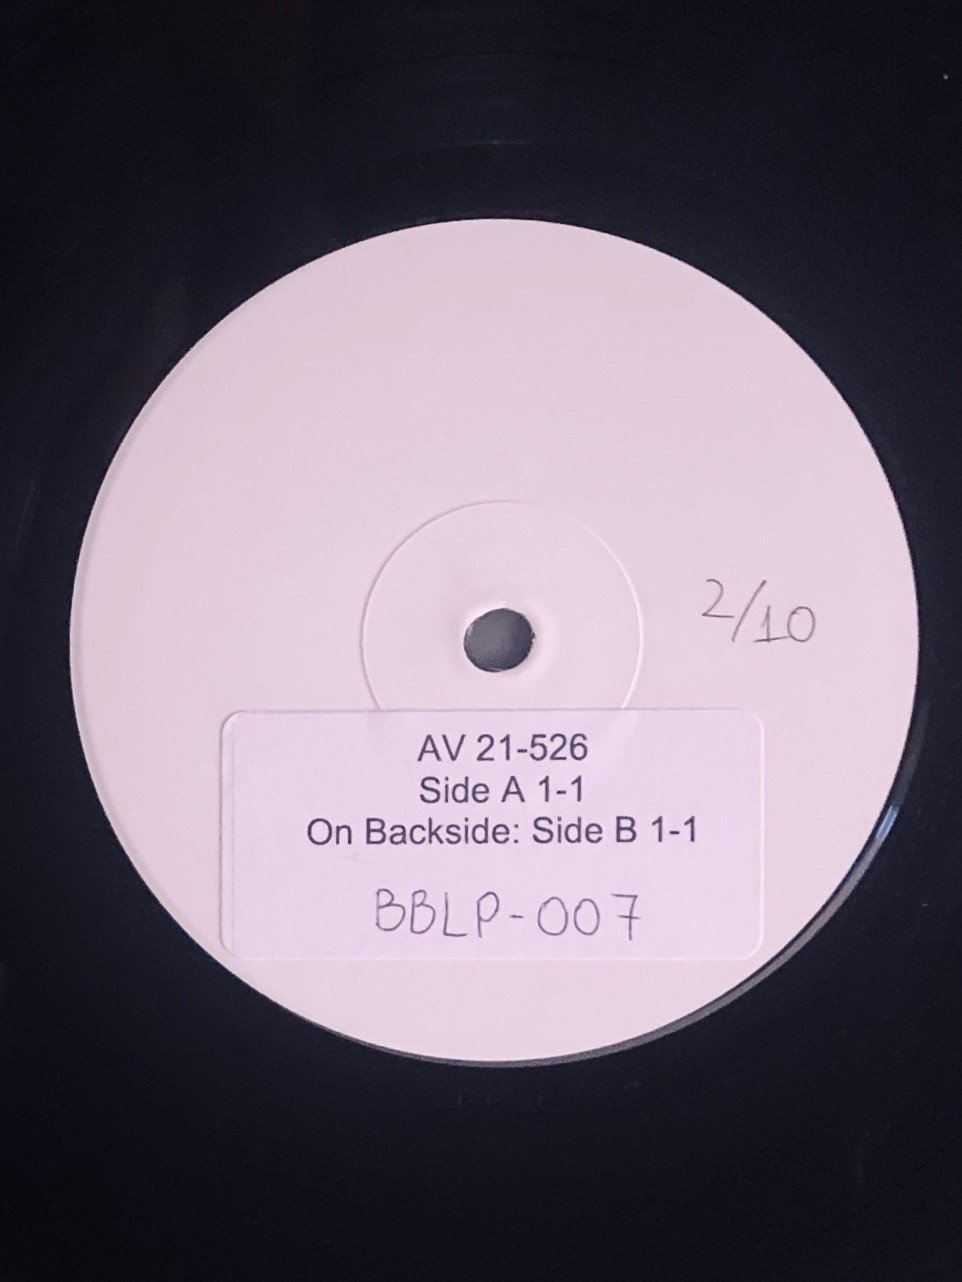 2/10
AV 21-526
Side A 1-1
On Backside: Side B 1-1
BBLP-007